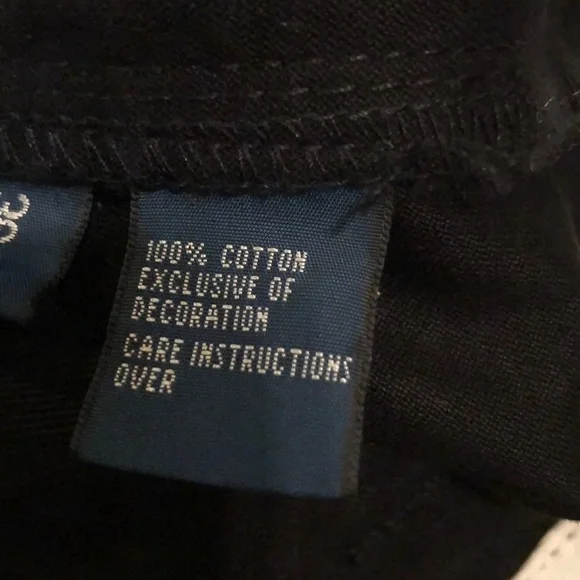 100% COTTON
EXCLUSIVE OF
DECORATION
CARE INSTRUCTIONS
OVER